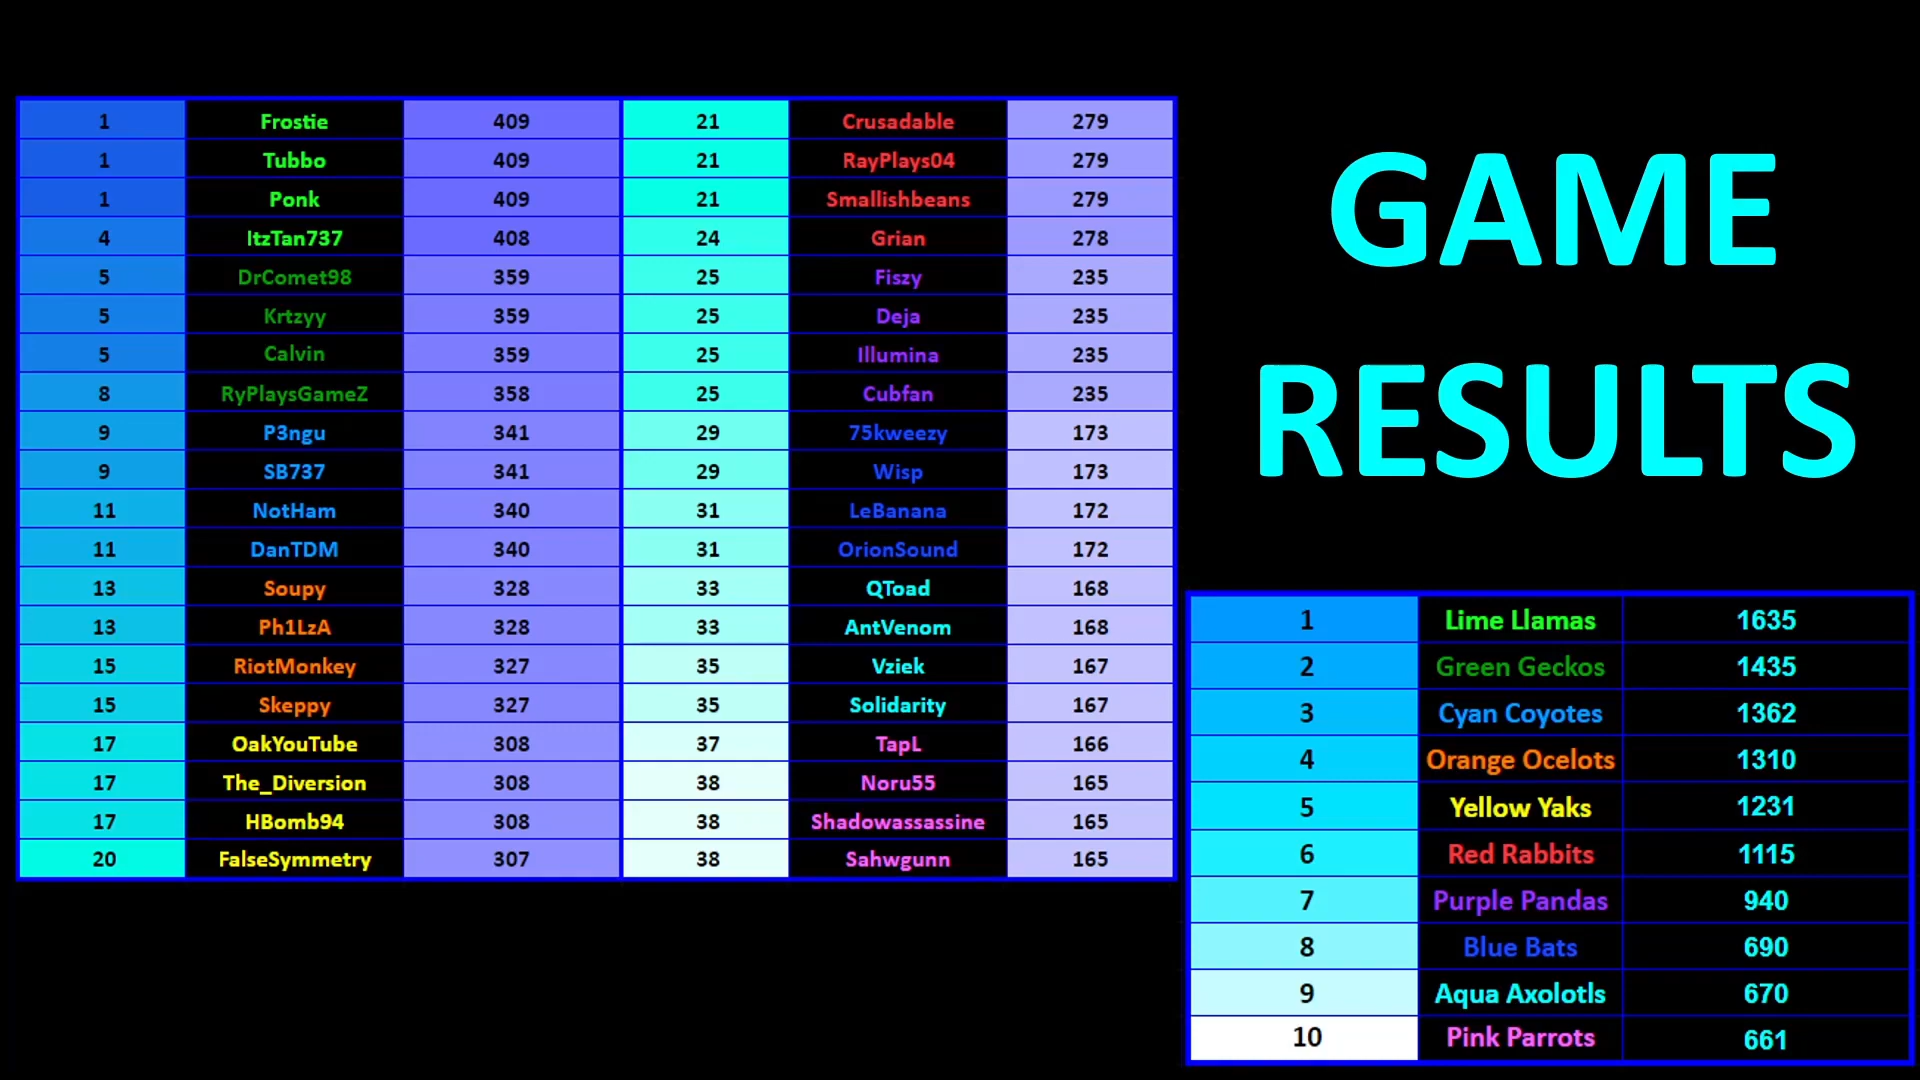 GAME
RESULTS
1 Frostie 409 21 Crusadable 279
1 Tubbo 409 21 RayPlays04 279
1 Ponk 409 21 Smallishbeans 279
4 ItzTan737 408 24 Grian 278
5 DrComet98 359 25 Fiszy 235
5 Krtzyy 359 25 Deja 235
5 Calvin 359 25 Illumina 235
8 RyPlaysGameZ 358 25 Cubfan 235
9 P3ngu 341 29 75kweezy 173
9 SB737 341 29 Wisp 173
11 NotHam 340 31 LeBanana 172
11 DanTDM 340 31 OrionSound 172
13 Soupy 328 33 QToad 168
13 Ph1LzA 328 33 AntVenom 168
15 RiotMonkey 327 35 Vziek 167
15 Skeppy 327 35 Solidarity 167
17 OakYouTube 308 37 TapL 166
17 The_Diversion 308 38 Noru55 165
17 HBomb94 308 38 Shadowassassine 165
20 FalseSymmetry 307 38 Sahwgunn 165
1 Lime Llamas 1635
2 Green Geckos 1435
3 Cyan Coyotes 1362
4 Orange Ocelots 1310
5 Yellow Yaks 1231
6 Red Rabbits 1115
7 Purple Pandas 940
8 Blue Bats 690
9 Aqua Axolotls 670
10 Pink Parrots 661